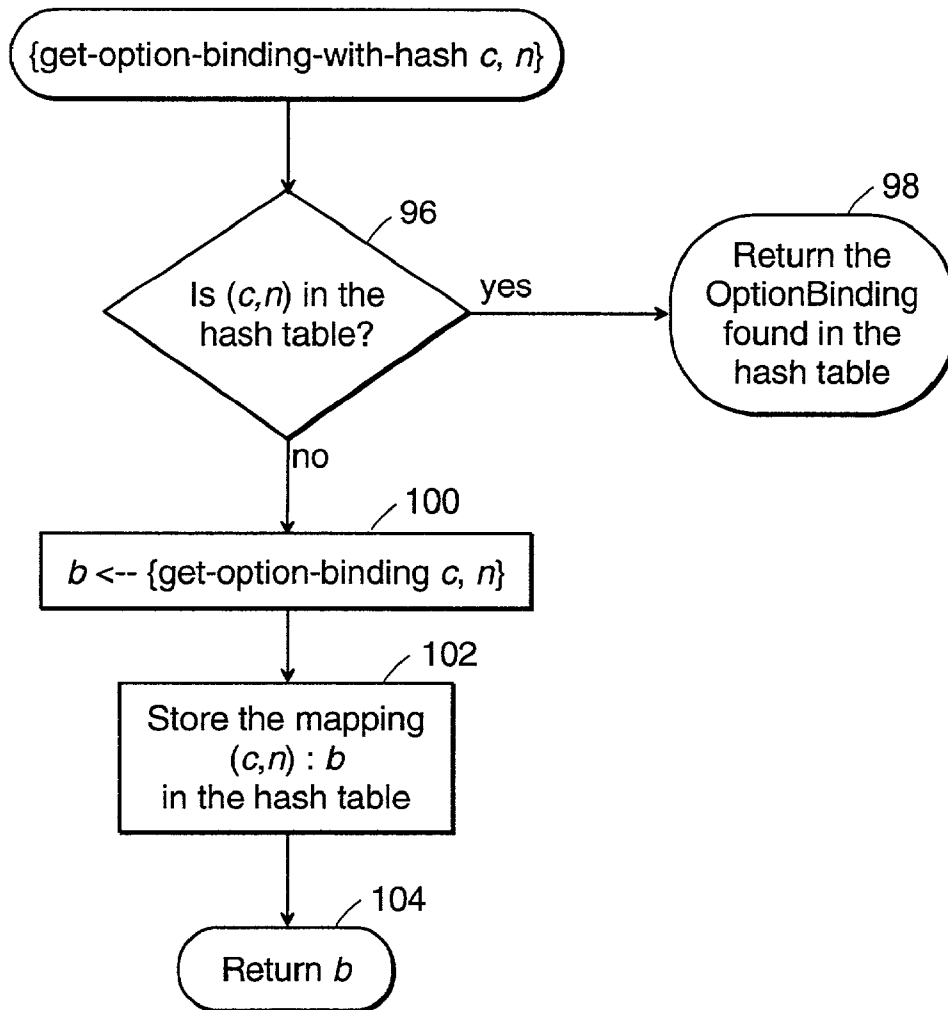 {get-option-binding-with-hash c, n}
96
98
Is (c,n) in the
hash table?
yes
Return the
OptionBinding
found in the
hash table
no
100
b <-- {get-option-binding c, n}
102
Store the mapping
(c,n) : b
in the hash table
104
Return b